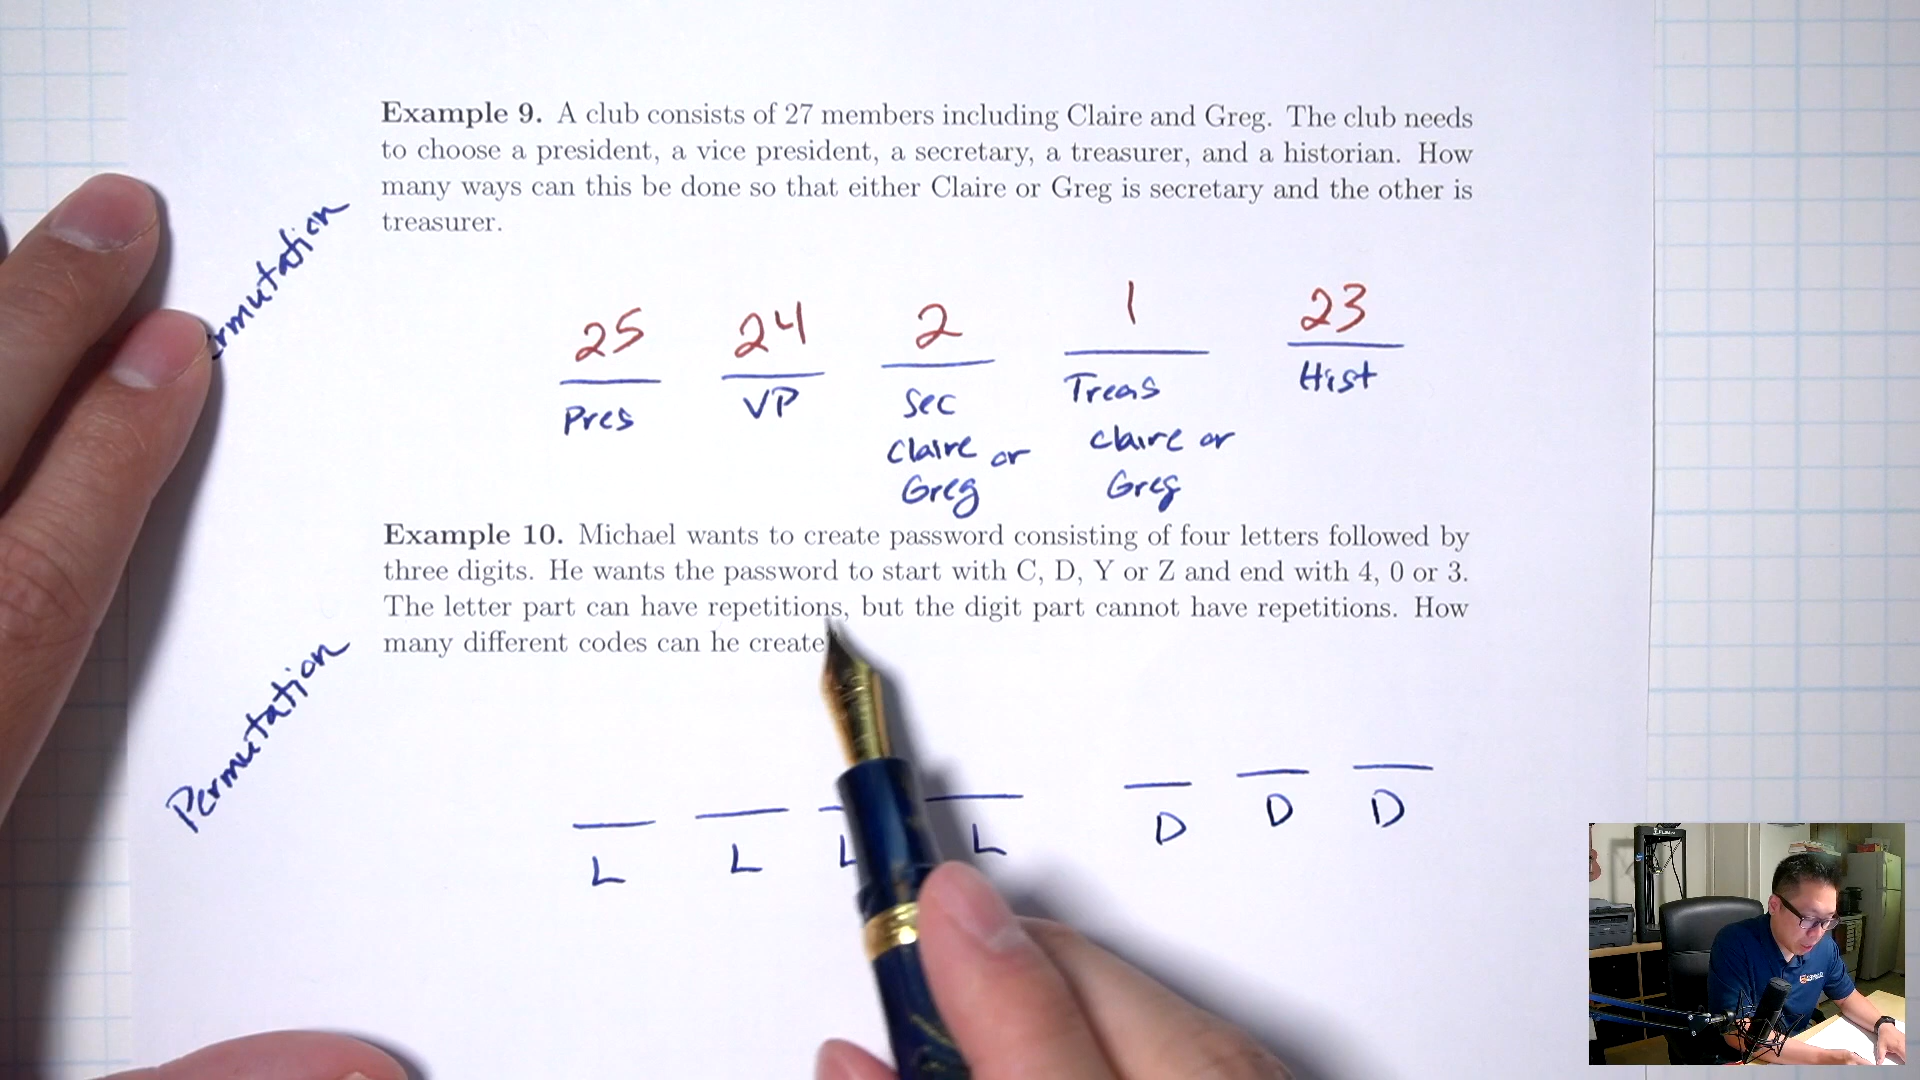 Example 9. A club consists of 27 members including Claire and Greg. The club needs
to choose a president, a vice president, a secretary, a treasurer, and a historian. How
many ways can this be done so that either Claire or Greg is secretary and the other is
treasurer.
rmutation
25 24 2 1 23
Pres VP Sec Treas Hist
Claire or claire or
Greg Greg
Example 10. Michael wants to create password consisting of four letters followed by
three digits. He wants the password to start with C, D, Y or Z and end with 4, 0 or 3.
The letter part can have repetitions, but the digit part cannot have repetitions. How
many different codes can he create
Permutation
L L L L D D D